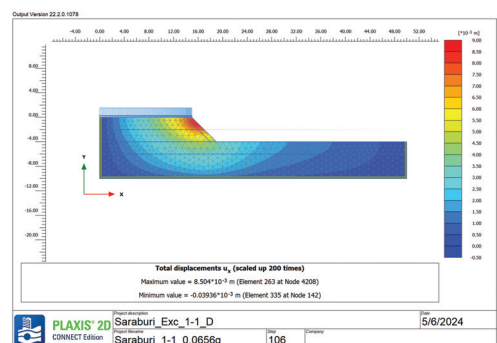 Output Version 22.2.0.1078
-4.00 0.00 4.00 8.00 12.00 16.00 20.00 24.00 28.00 32.00 36.00 40.00 44.00 48.00 52.00
[*10-3 m]
9.00
8.50
8.00
7.50
7.00
6.50
6.00
5.50
5.00
4.50
4.00
3.50
3.00
2.50
2.00
1.50
1.00
0.50
0.00
-0.50
8.00
4.00
0.00
-4.00
-8.00
-12.00
-16.00
-20.00
Y
X
Total displacements ux (scaled up 200 times)
Maximum value = 8.504*10-3 m (Element 263 at Node 4208)
Minimum value = -0.03936*10-3 m (Element 335 at Node 142)
PLAXIS® 2D
CONNECT Edition
Project description
Saraburi_Exc_1-1_D
Date
5/6/2024
Project filename
Saraburi_1-1_0.0656g
Step
106
Company